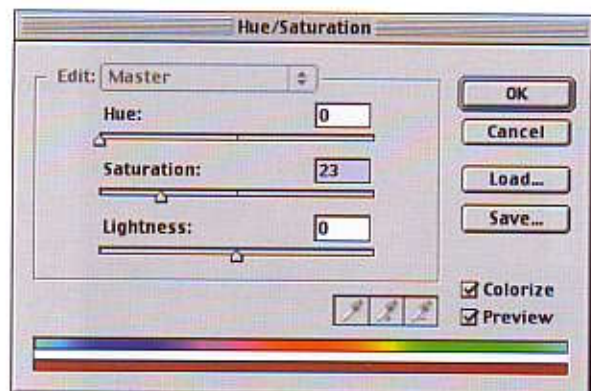 Hue/Saturation
Edit: Master
Hue: 0
Saturation: 23
Lightness: 0
OK
Cancel
Load...
Save...
Colorize
Preview